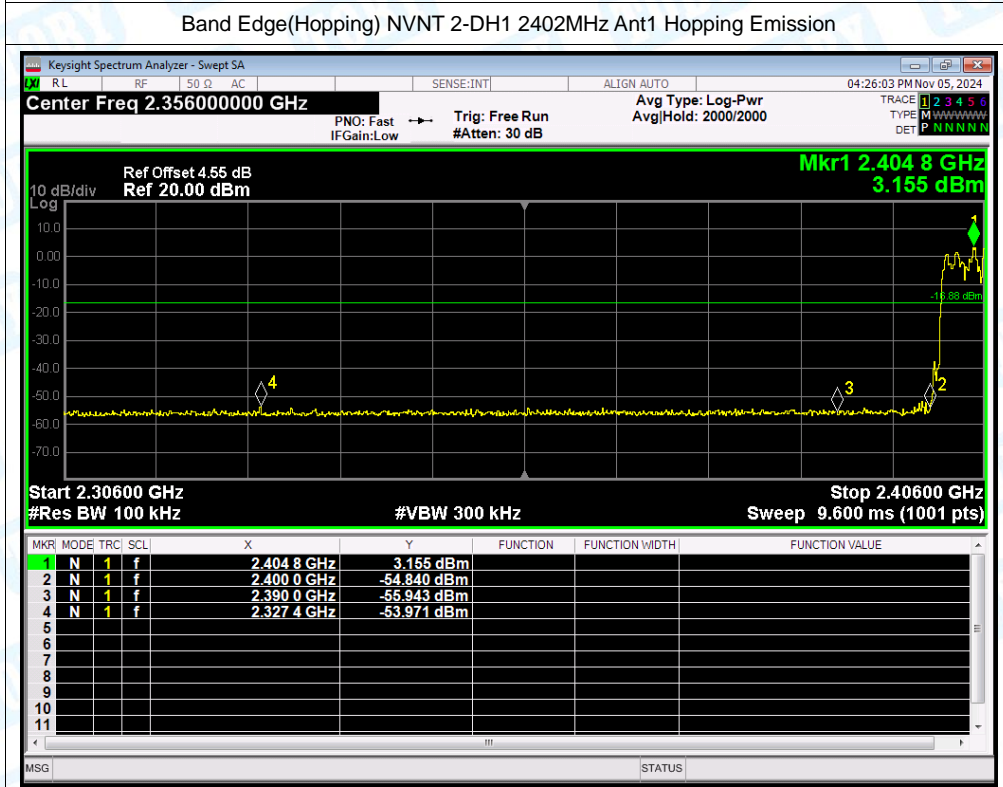 Band Edge(Hopping) NVNT 2-DH1 2402MHz Ant1 Hopping Emission
Keysight Spectrum Analyzer - Swept SA
LXI RL RF 50 Ω AC SENSE:INT ALIGN AUTO 04:26:03 PM Nov 05, 2024
Center Freq 2.356000000 GHz Avg Type: Log-Pwr TRACE 1 2 3 4 5 6
PNO: Fast Trig: Free Run Avg|Hold: 2000/2000 TYPE M WWWWW
IFGain:Low #Atten: 30 dB DET P N N N N N
Mkr1 2.404 8 GHz
Ref Offset 4.55 dB
10 dB/div Ref 20.00 dBm 3.155 dBm
Log
1
10.0
0.00
-10.0
-16.88 dBm
-20.0
-30.0
-40.0
4 3 2
-50.0
-60.0
-70.0
Start 2.30600 GHz Stop 2.40600 GHz
#Res BW 100 kHz #VBW 300 kHz Sweep 9.600 ms (1001 pts)
MKR MODE TRC SCL X Y FUNCTION FUNCTION WIDTH FUNCTION VALUE
1 N 1 f 2.404 8 GHz 3.155 dBm
2 N 1 f 2.400 0 GHz -54.840 dBm
3 N 1 f 2.390 0 GHz -55.943 dBm
4 N 1 f 2.327 4 GHz -53.971 dBm
5
6
7
8
9
10
11
MSG STATUS